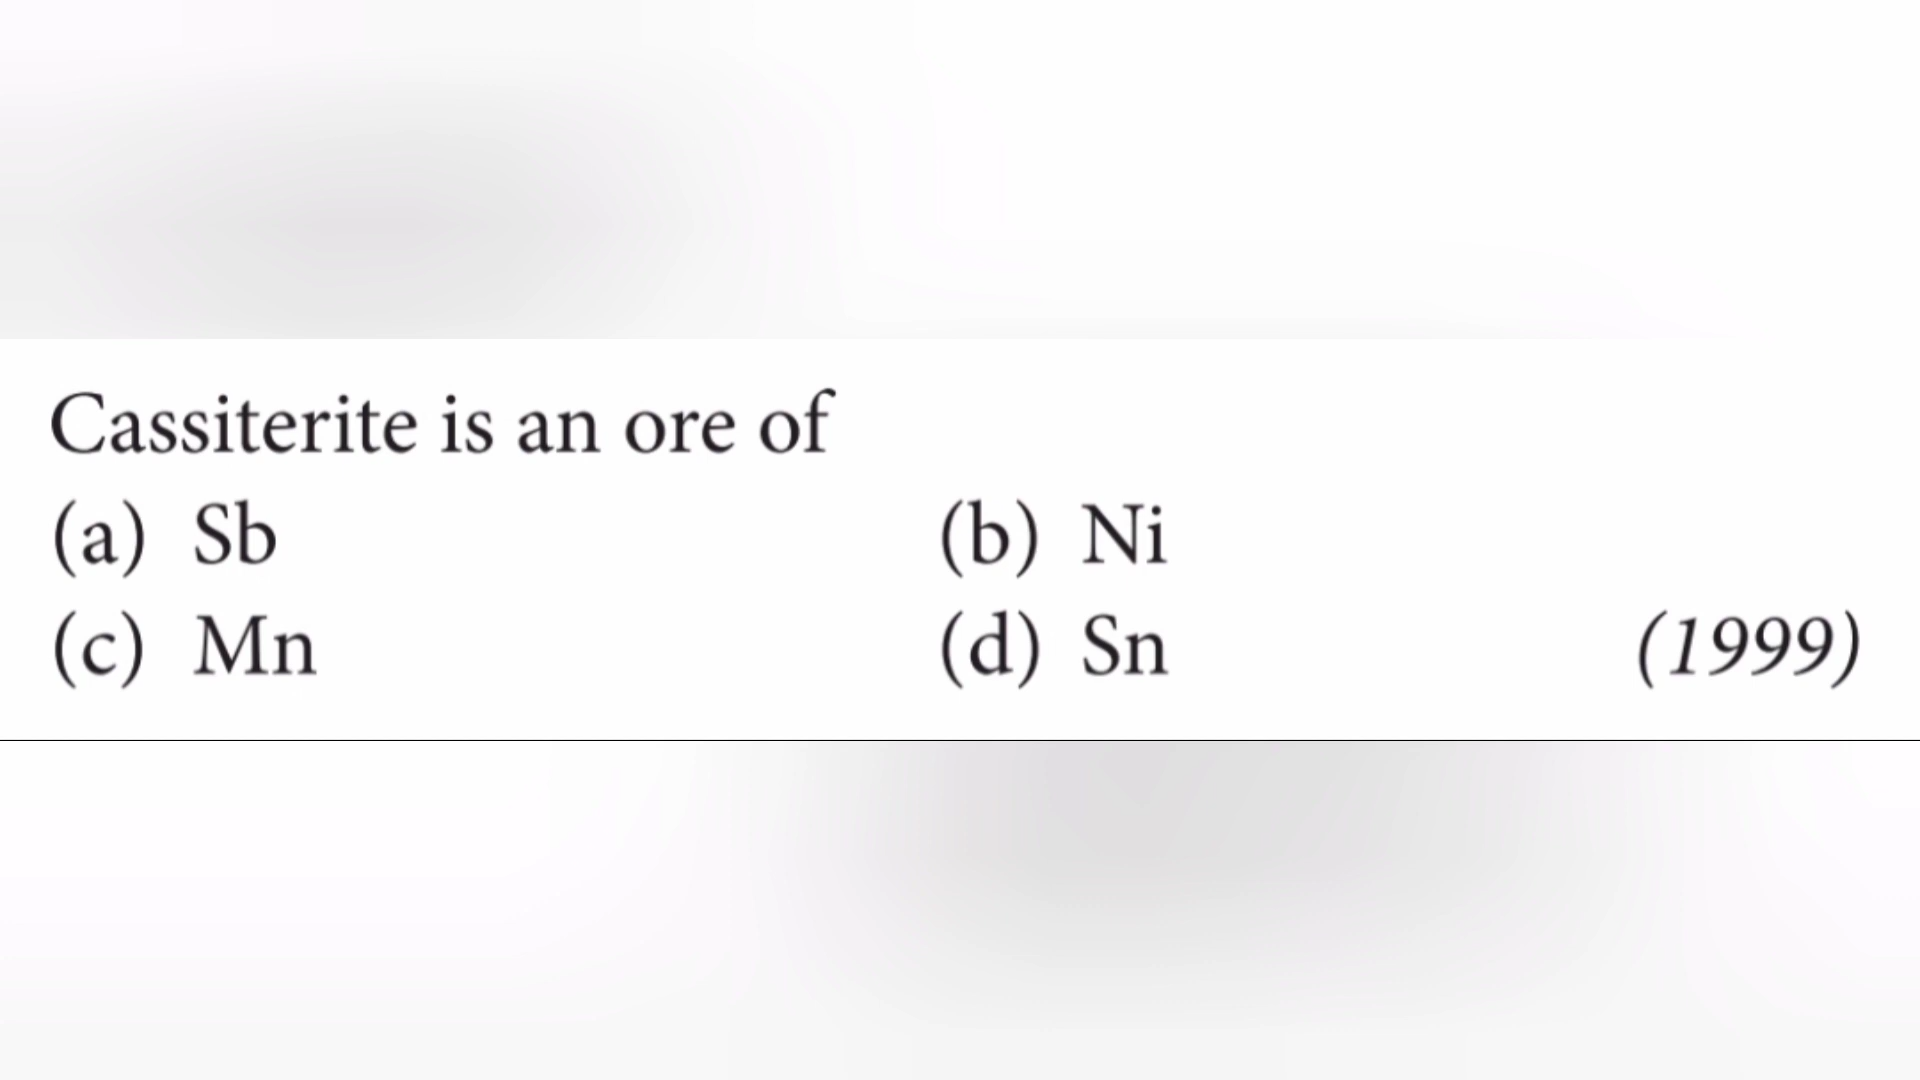 Cassiterite is an ore of
(a) Sb (b) Ni
(c) Mn (d) Sn (1999)